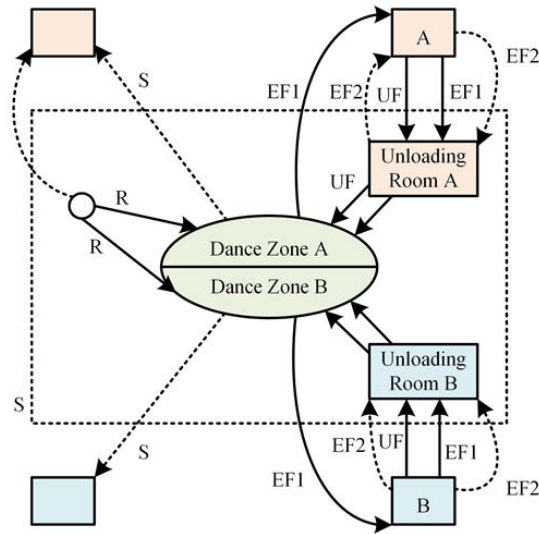 A
EF2
S
EF1
EF2
UF
EF1
Unloading
Room A
R
UF
R
Dance Zone A
Dance Zone B
Unloading
Room B
S
S
EF2
UF
EF1
EF1
EF2
B